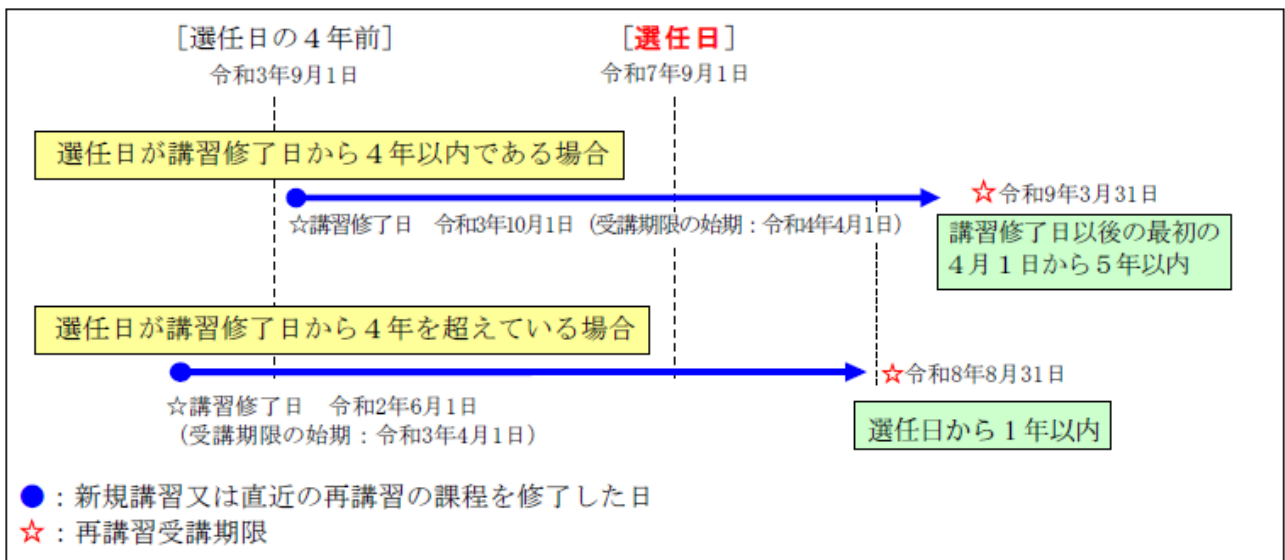 ［選任日の４年前］
令和3年9月1日
［選任日］
令和7年9月1日
選任日が講習修了日から４年以内である場合
☆講習修了日　令和3年10月1日（受講期限の始期：令和4年4月1日）
☆令和9年3月31日
講習修了日以後の最初の
４月１日から５年以内
選任日が講習修了日から４年を超えている場合
☆講習修了日　令和2年6月1日
（受講期限の始期：令和3年4月1日）
☆令和8年8月31日
選任日から１年以内
●：新規講習又は直近の再講習の課程を修了した日
☆：再講習受講期限